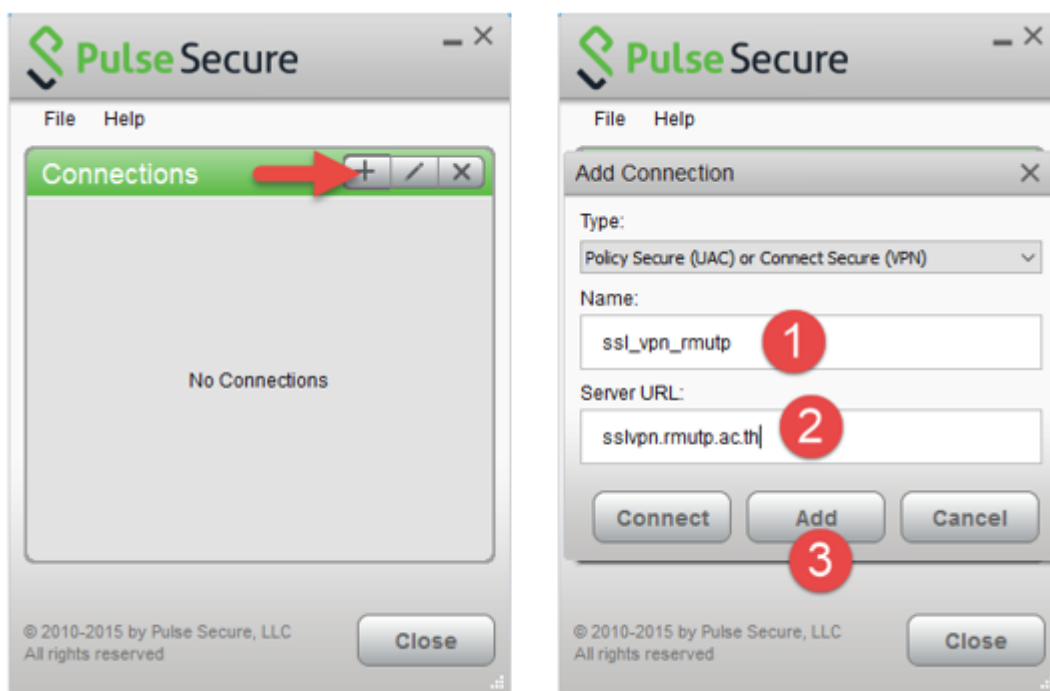 Pulse Secure
File Help
Connections
No Connections
© 2010-2015 by Pulse Secure, LLC
All rights reserved
Close
Pulse Secure
File Help
Add Connection
Type:
Policy Secure (UAC) or Connect Secure (VPN)
Name:
ssl_vpn_rmutp
1
Server URL:
sslvpn.rmutp.ac.th
2
Connect Add Cancel
3
© 2010-2015 by Pulse Secure, LLC
All rights reserved
Close